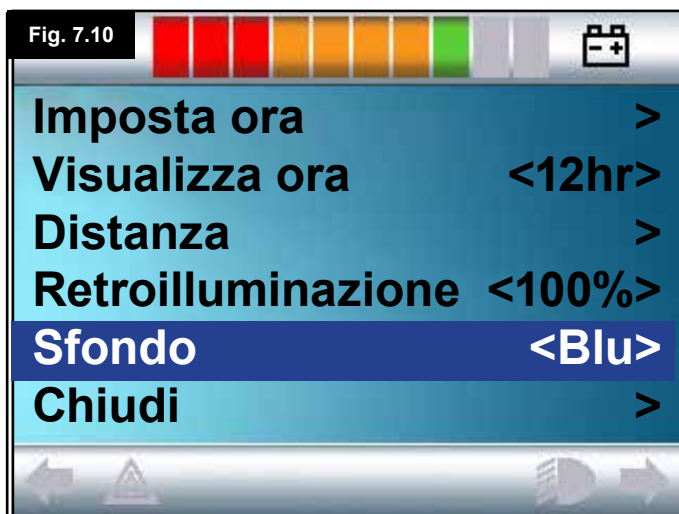 Fig. 7.10
Imposta ora >
Visualizza ora <12hr>
Distanza >
Retroilluminazione <100%>
Sfondo <Blu>
Chiudi >